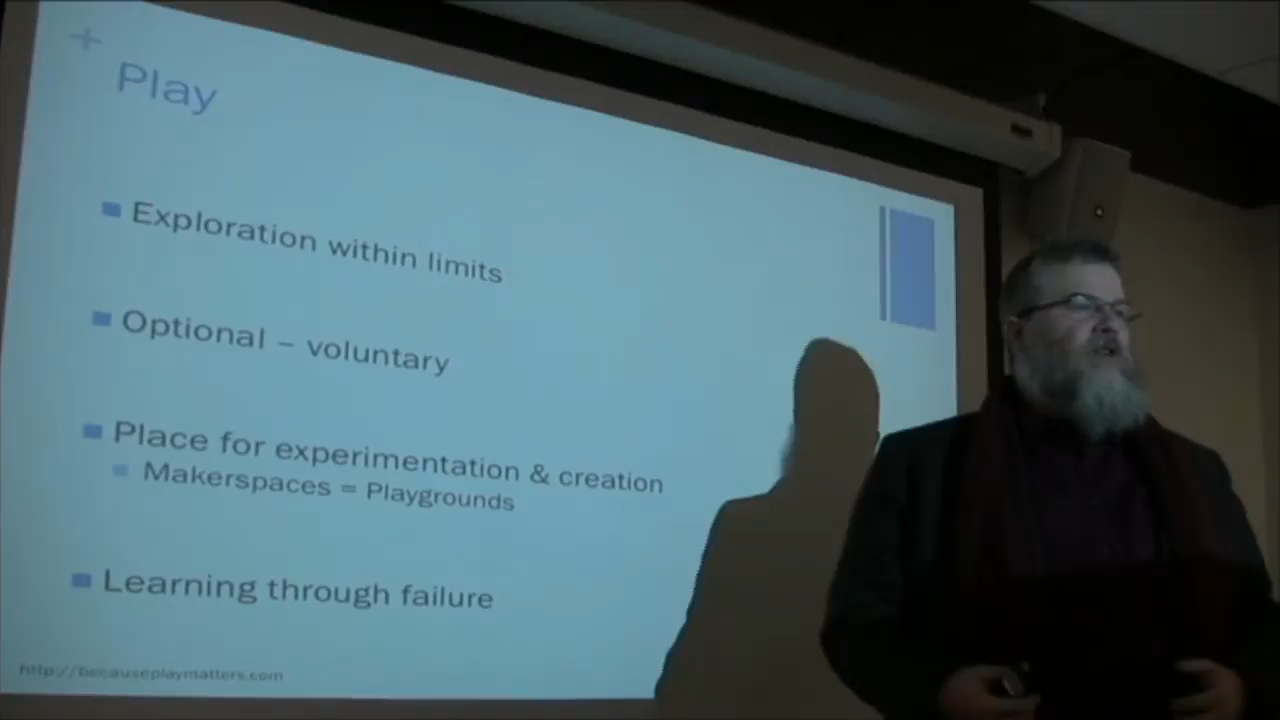 +
Play
Exploration within limits
Optional – voluntary
Place for experimentation & creation
Makerspaces = Playgrounds
Learning through failure
http://becauseplaymatters.com